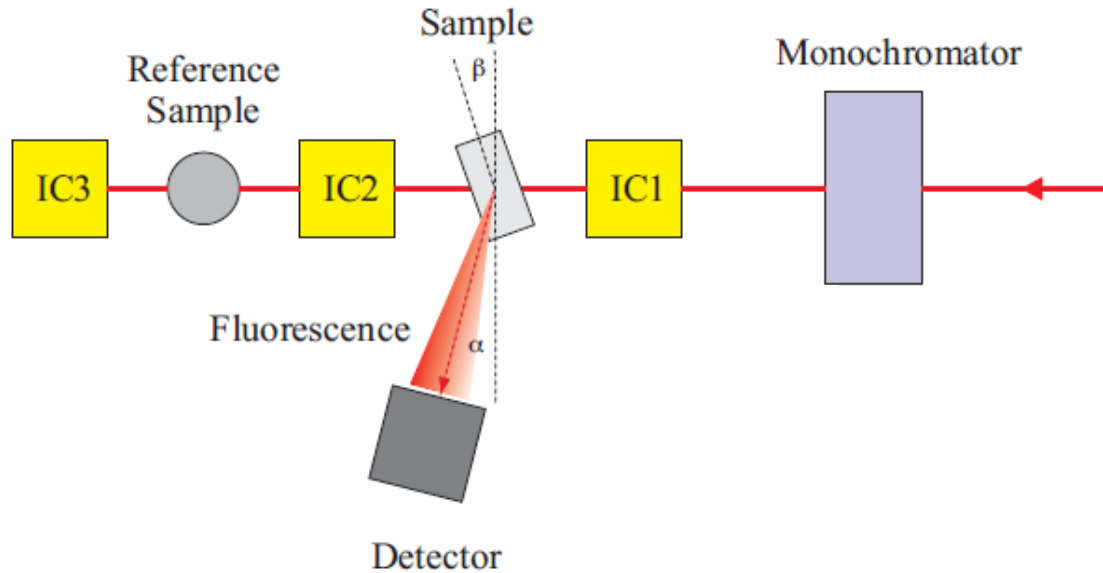 Sample
β
Monochromator
Reference
Sample
IC3
IC2
IC1
Fluorescence
α
Detector